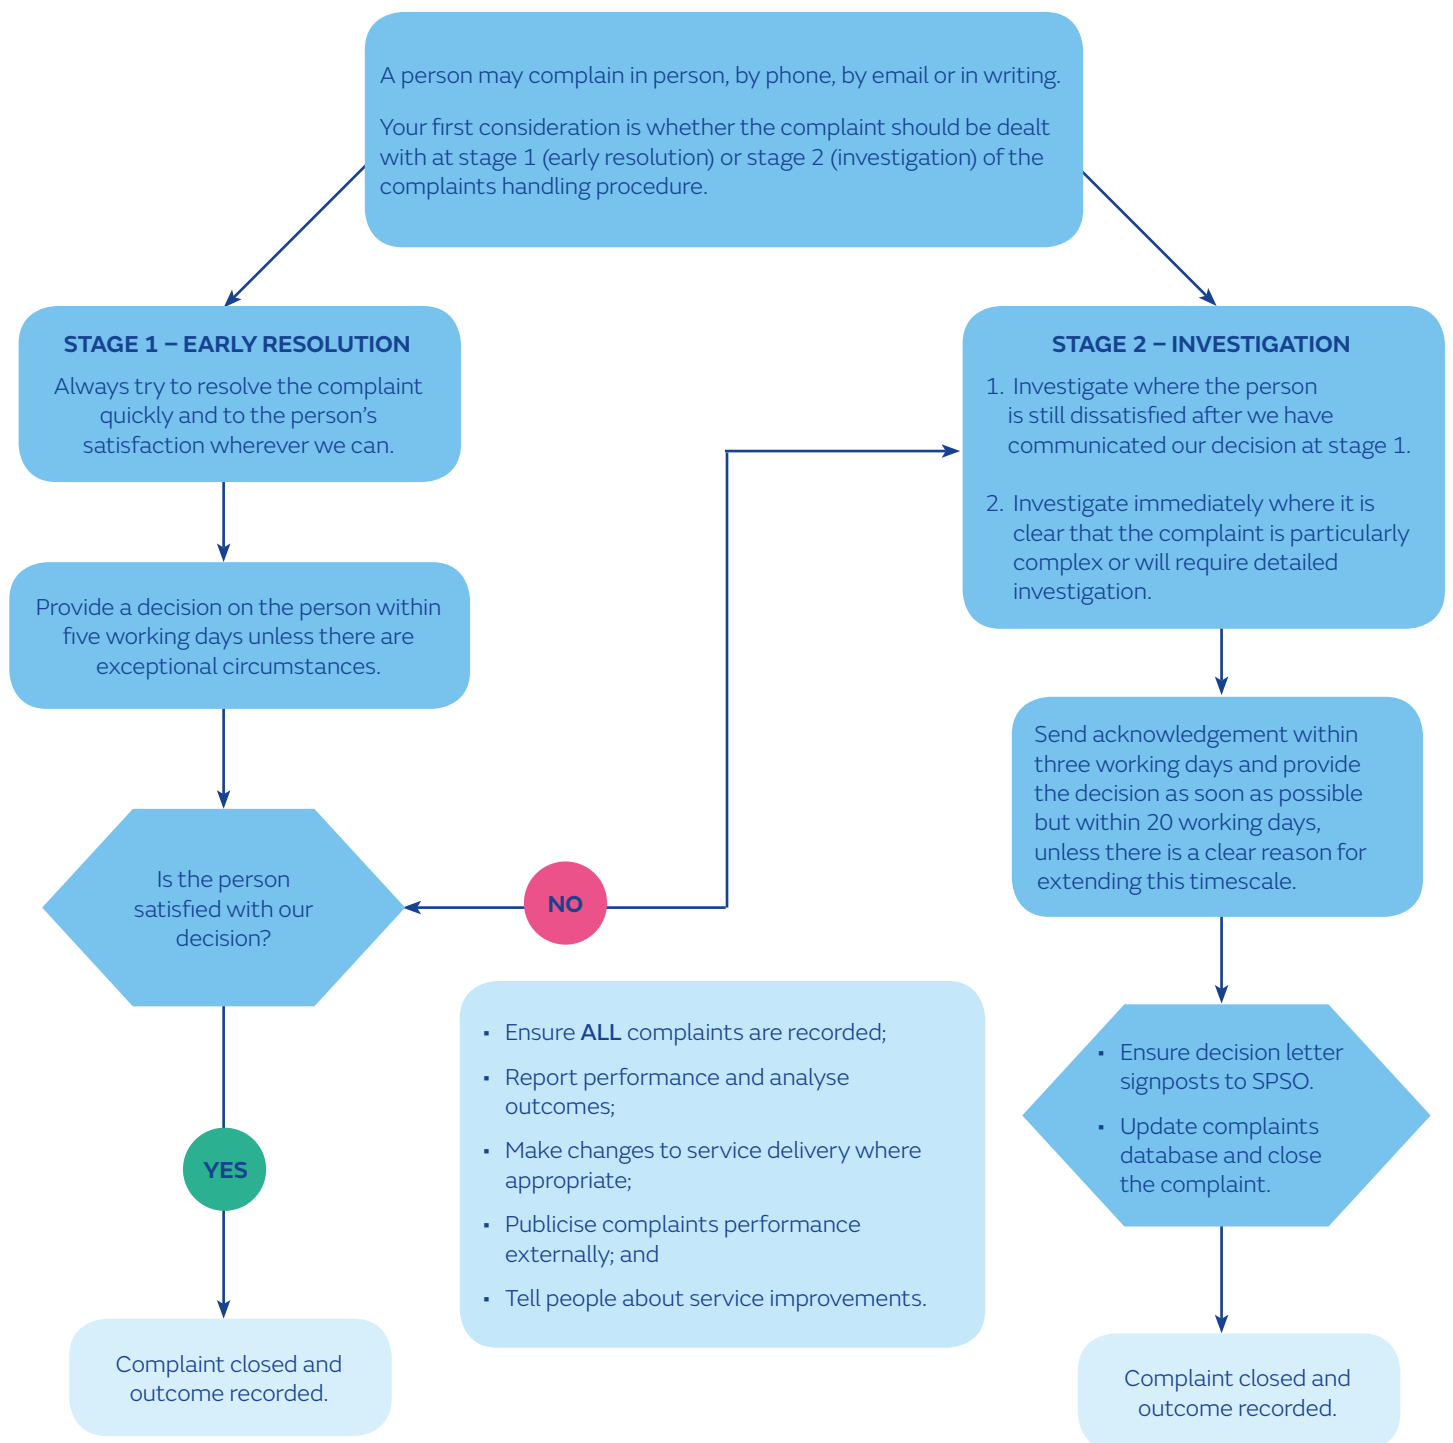 A person may complain in person, by phone, by email or in writing.
Your first consideration is whether the complaint should be dealt
with at stage 1 (early resolution) or stage 2 (investigation) of the
complaints handling procedure.
STAGE 1 – EARLY RESOLUTION
Always try to resolve the complaint
quickly and to the person’s
satisfaction wherever we can.
Provide a decision on the person within
five working days unless there are
exceptional circumstances.
Is the person
satisfied with our
decision?
NO
YES
Complaint closed and
outcome recorded.
STAGE 2 – INVESTIGATION
1. Investigate where the person
is still dissatisfied after we have
communicated our decision at stage 1.
2. Investigate immediately where it is
clear that the complaint is particularly
complex or will require detailed
investigation.
Send acknowledgement within
three working days and provide
the decision as soon as possible
but within 20 working days,
unless there is a clear reason for
extending this timescale.
▪ Ensure decision letter
signposts to SPSO.
▪ Update complaints
database and close
the complaint.
Complaint closed and
outcome recorded.
▪ Ensure ALL complaints are recorded;
▪ Report performance and analyse
outcomes;
▪ Make changes to service delivery where
appropriate;
▪ Publicise complaints performance
externally; and
▪ Tell people about service improvements.